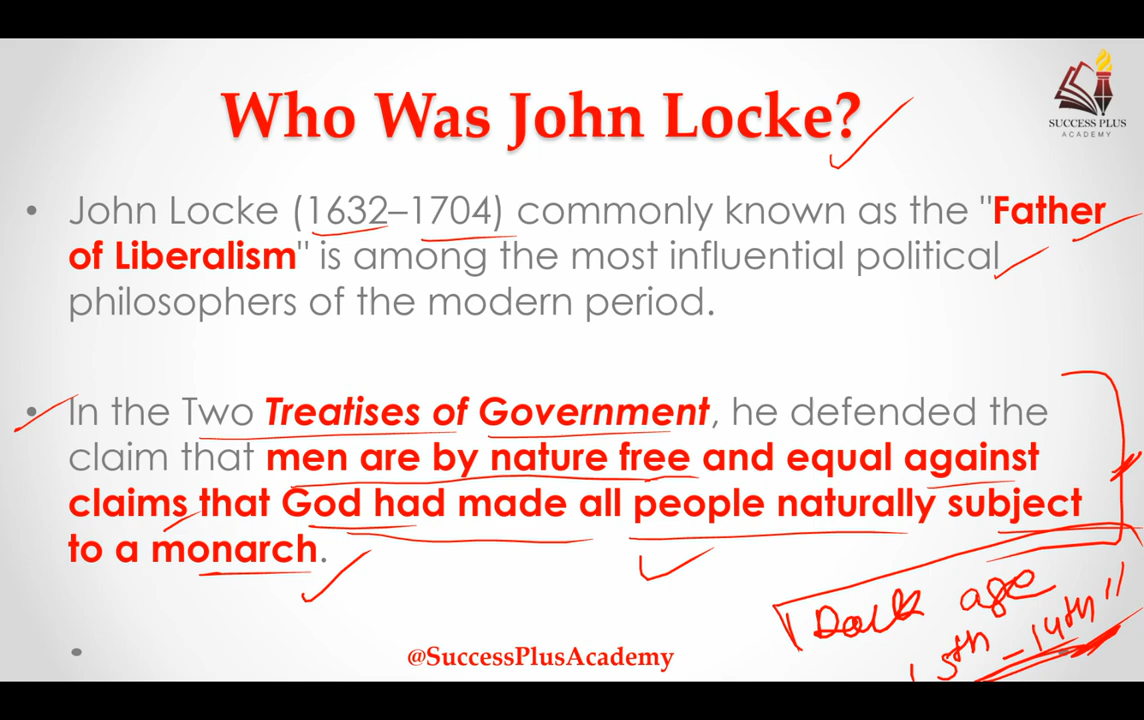 Who Was John Locke?
SUCCESS PLUS
ACADEMY
• John Locke (1632–1704) commonly known as the "Father
of Liberalism" is among the most influential political
philosophers of the modern period.
• In the Two Treatises of Government, he defended the
claim that men are by nature free and equal against
claims that God had made all people naturally subject
to a monarch.
Dark age
5th – 14th
@SuccessPlusAcademy